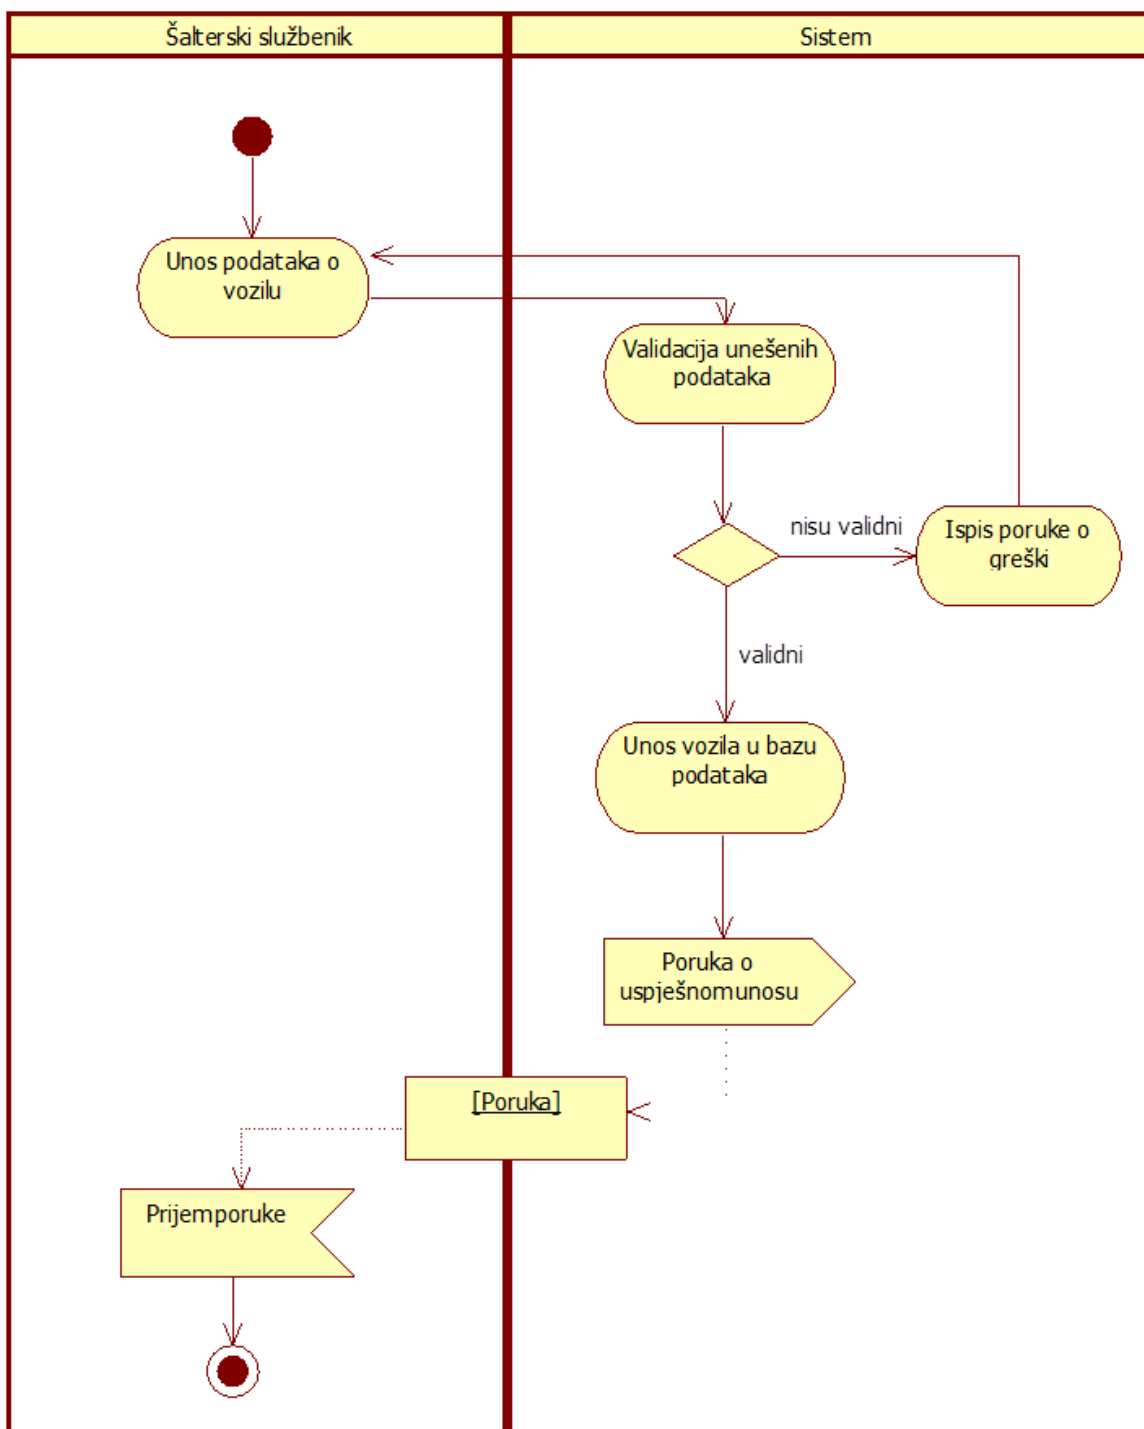 Šalterski službenik
Sistem
Unos podataka o
vozilu
Validacija unešenih
podataka
nisu validni
Ispis poruke o
greški
validni
Unos vozila u bazu
podataka
Poruka o
uspješnomunosu
[Poruka]
Prijemporuke